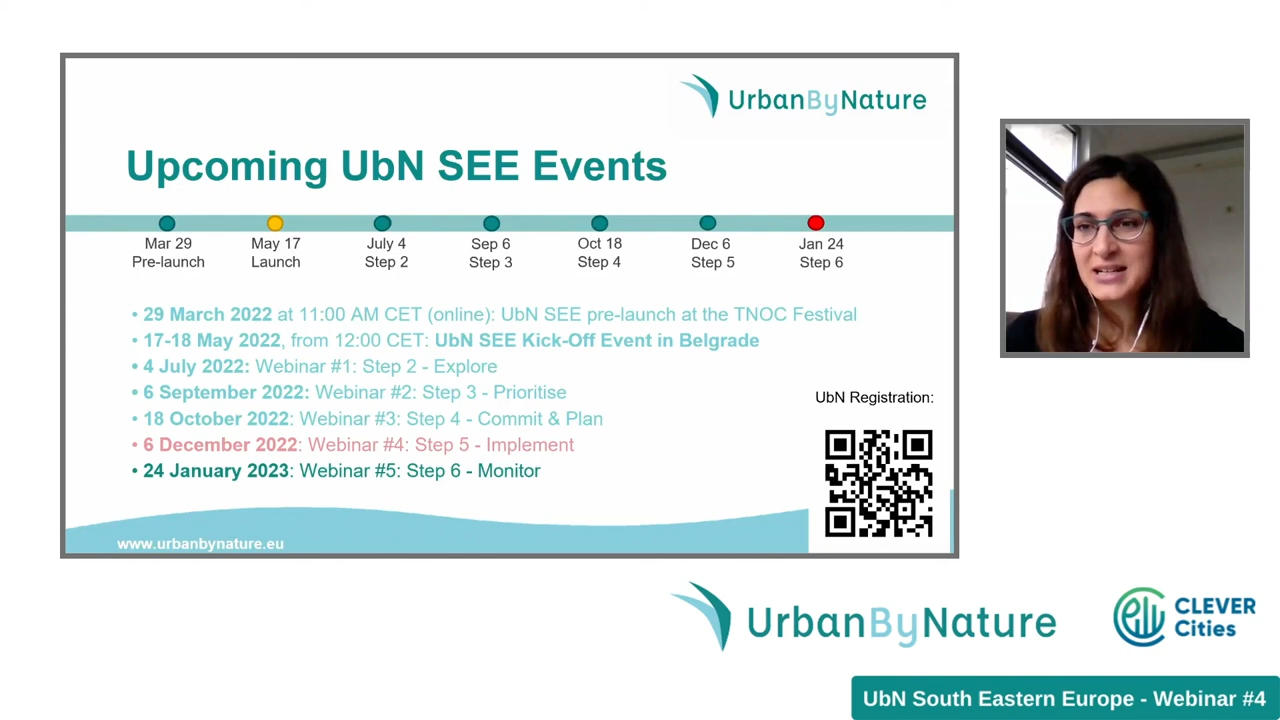 UrbanByNature
Upcoming UbN SEE Events
Mar 29
Pre-launch
May 17
Launch
July 4
Step 2
Sep 6
Step 3
Oct 18
Step 4
Dec 6
Step 5
Jan 24
Step 6
• 29 March 2022 at 11:00 AM CET (online): UbN SEE pre-launch at the TNOC Festival
• 17-18 May 2022, from 12:00 CET: UbN SEE Kick-Off Event in Belgrade
• 4 July 2022: Webinar #1: Step 2 - Explore
• 6 September 2022: Webinar #2: Step 3 - Prioritise
• 18 October 2022: Webinar #3: Step 4 - Commit & Plan
• 6 December 2022: Webinar #4: Step 5 - Implement
• 24 January 2023: Webinar #5: Step 6 - Monitor
UbN Registration:
www.urbanbynature.eu
UrbanByNature
CLEVER
Cities
UbN South Eastern Europe - Webinar #4